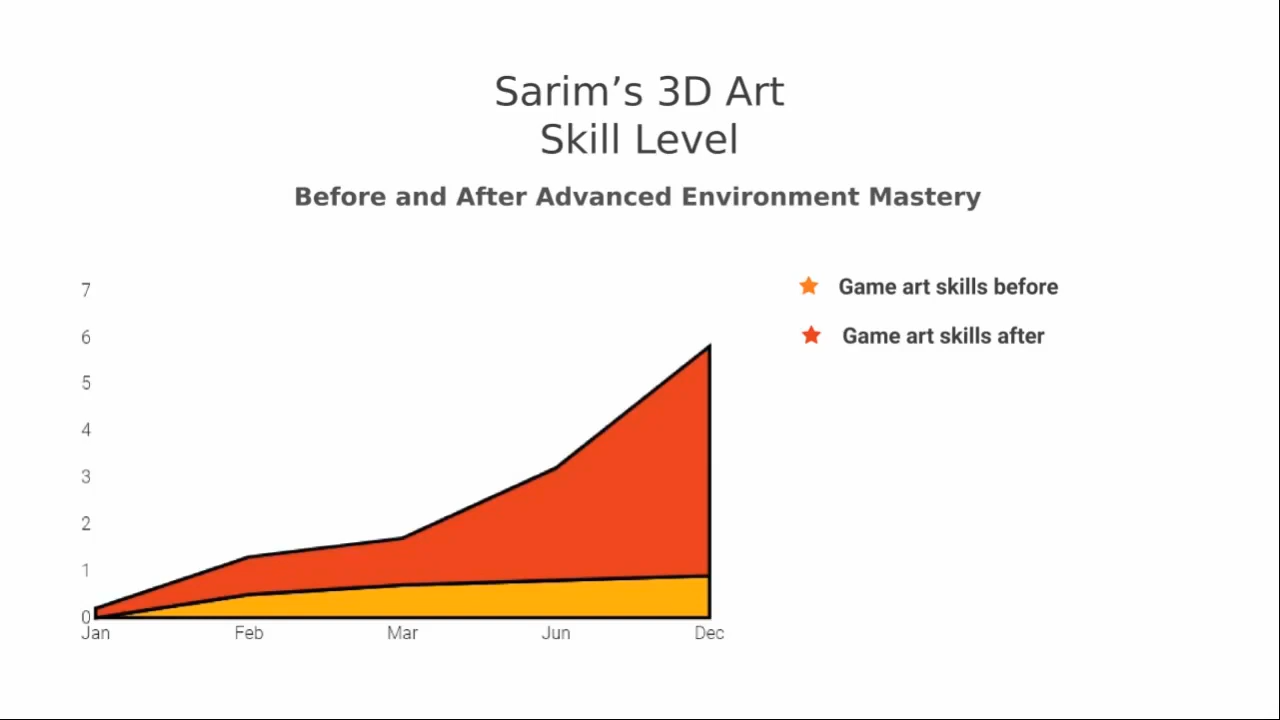 Sarim’s 3D Art
Skill Level
Before and After Advanced Environment Mastery
Game art skills before
Game art skills after
7
6
5
4
3
2
1
0
Jan Feb Mar Jun Dec